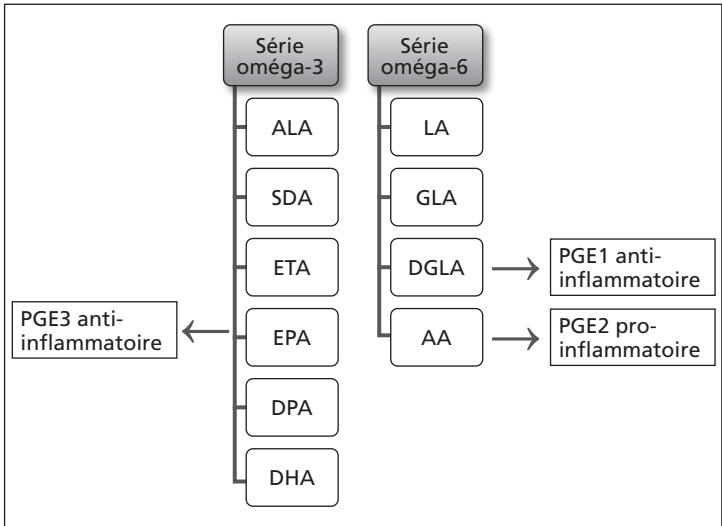 Série
oméga-3
Série
oméga-6
ALA
LA
SDA
GLA
ETA
DGLA
PGE1 anti-
inflammatoire
PGE3 anti-
inflammatoire
EPA
AA
PGE2 pro-
inflammatoire
DPA
DHA